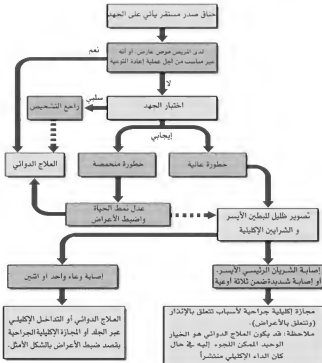 خناق صدر مستقر يأتي على الجهد
لدى المريض مرض عارض، أو أنه
غير مناسب من أجل عملية إعادة التوعية
نعم
لا
اختبار الجهد
سلبي
راجع التشخيص
إيجابي
العلاج الدوائي
خطورة منخفضة
خطورة عالية
عدل نمط الحياة
واضبط الأعراض
تصوير ظليل للبطين الأيسر
و الشرايين الإكليلية
إصابة وعاء واحد أو اثنين
إصابة الشريان الرئيسي الأيسر،
أو إصابة شديدة ضمن ثلاثة أوعية
العلاج الدوائي أو التداخل الإكليلي
عبر الجلد أو المجازة الإكليلية الجراحية
بقصد ضبط الأعراض بالشكل الأمثل.
مجازة إكليلية جراحية لأسباب تتعلق بالإنذار
(وتتعلق بالأعراض).
ملاحظة: قد يكون العلاج الدوائي هو الخيار
الوحيد الممكن اللجوء إليه في حال
كان الداء الإكليلي منتشراً